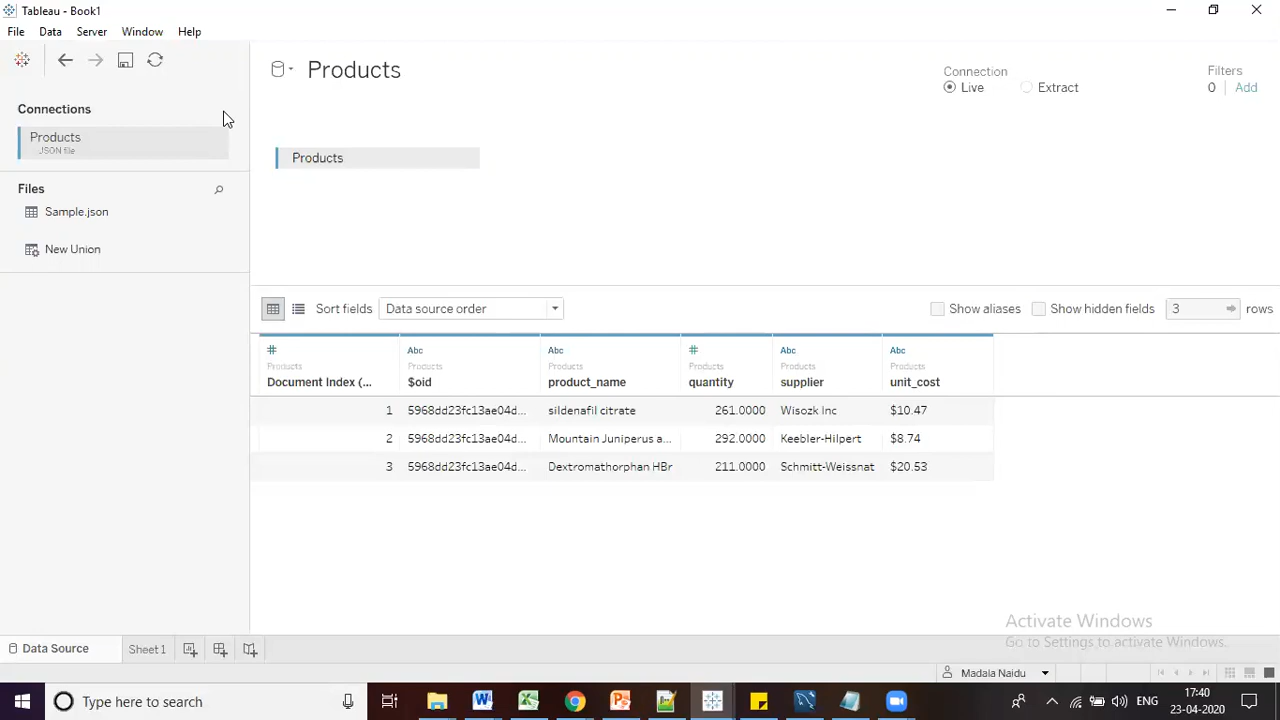 Tableau - Book1
File Data Server Window Help
Products
Connection
Live
Extract
Filters
0
Add
Connections
Products
JSON file
Products
Files
Sample.json
New Union
Sort fields
Data source order
Show aliases
Show hidden fields
3
rows
Abc Abc Abc Abc
Products Products Products Products Products Products
Document Index (... $oid product_name quantity supplier unit_cost
1 5968dd23fc13ae04d... sildenafil citrate 261.0000 Wisozk Inc $10.47
2 5968dd23fc13ae04d... Mountain Juniperus a... 292.0000 Keebler-Hilpert $8.74
3 5968dd23fc13ae04d... Dextromathorphan HBr 211.0000 Schmitt-Weissnat $20.53
Activate Windows
Go to Settings to activate Windows.
Data Source
Sheet 1
Madala Naidu
Type here to search
ENG
17:40
23-04-2020